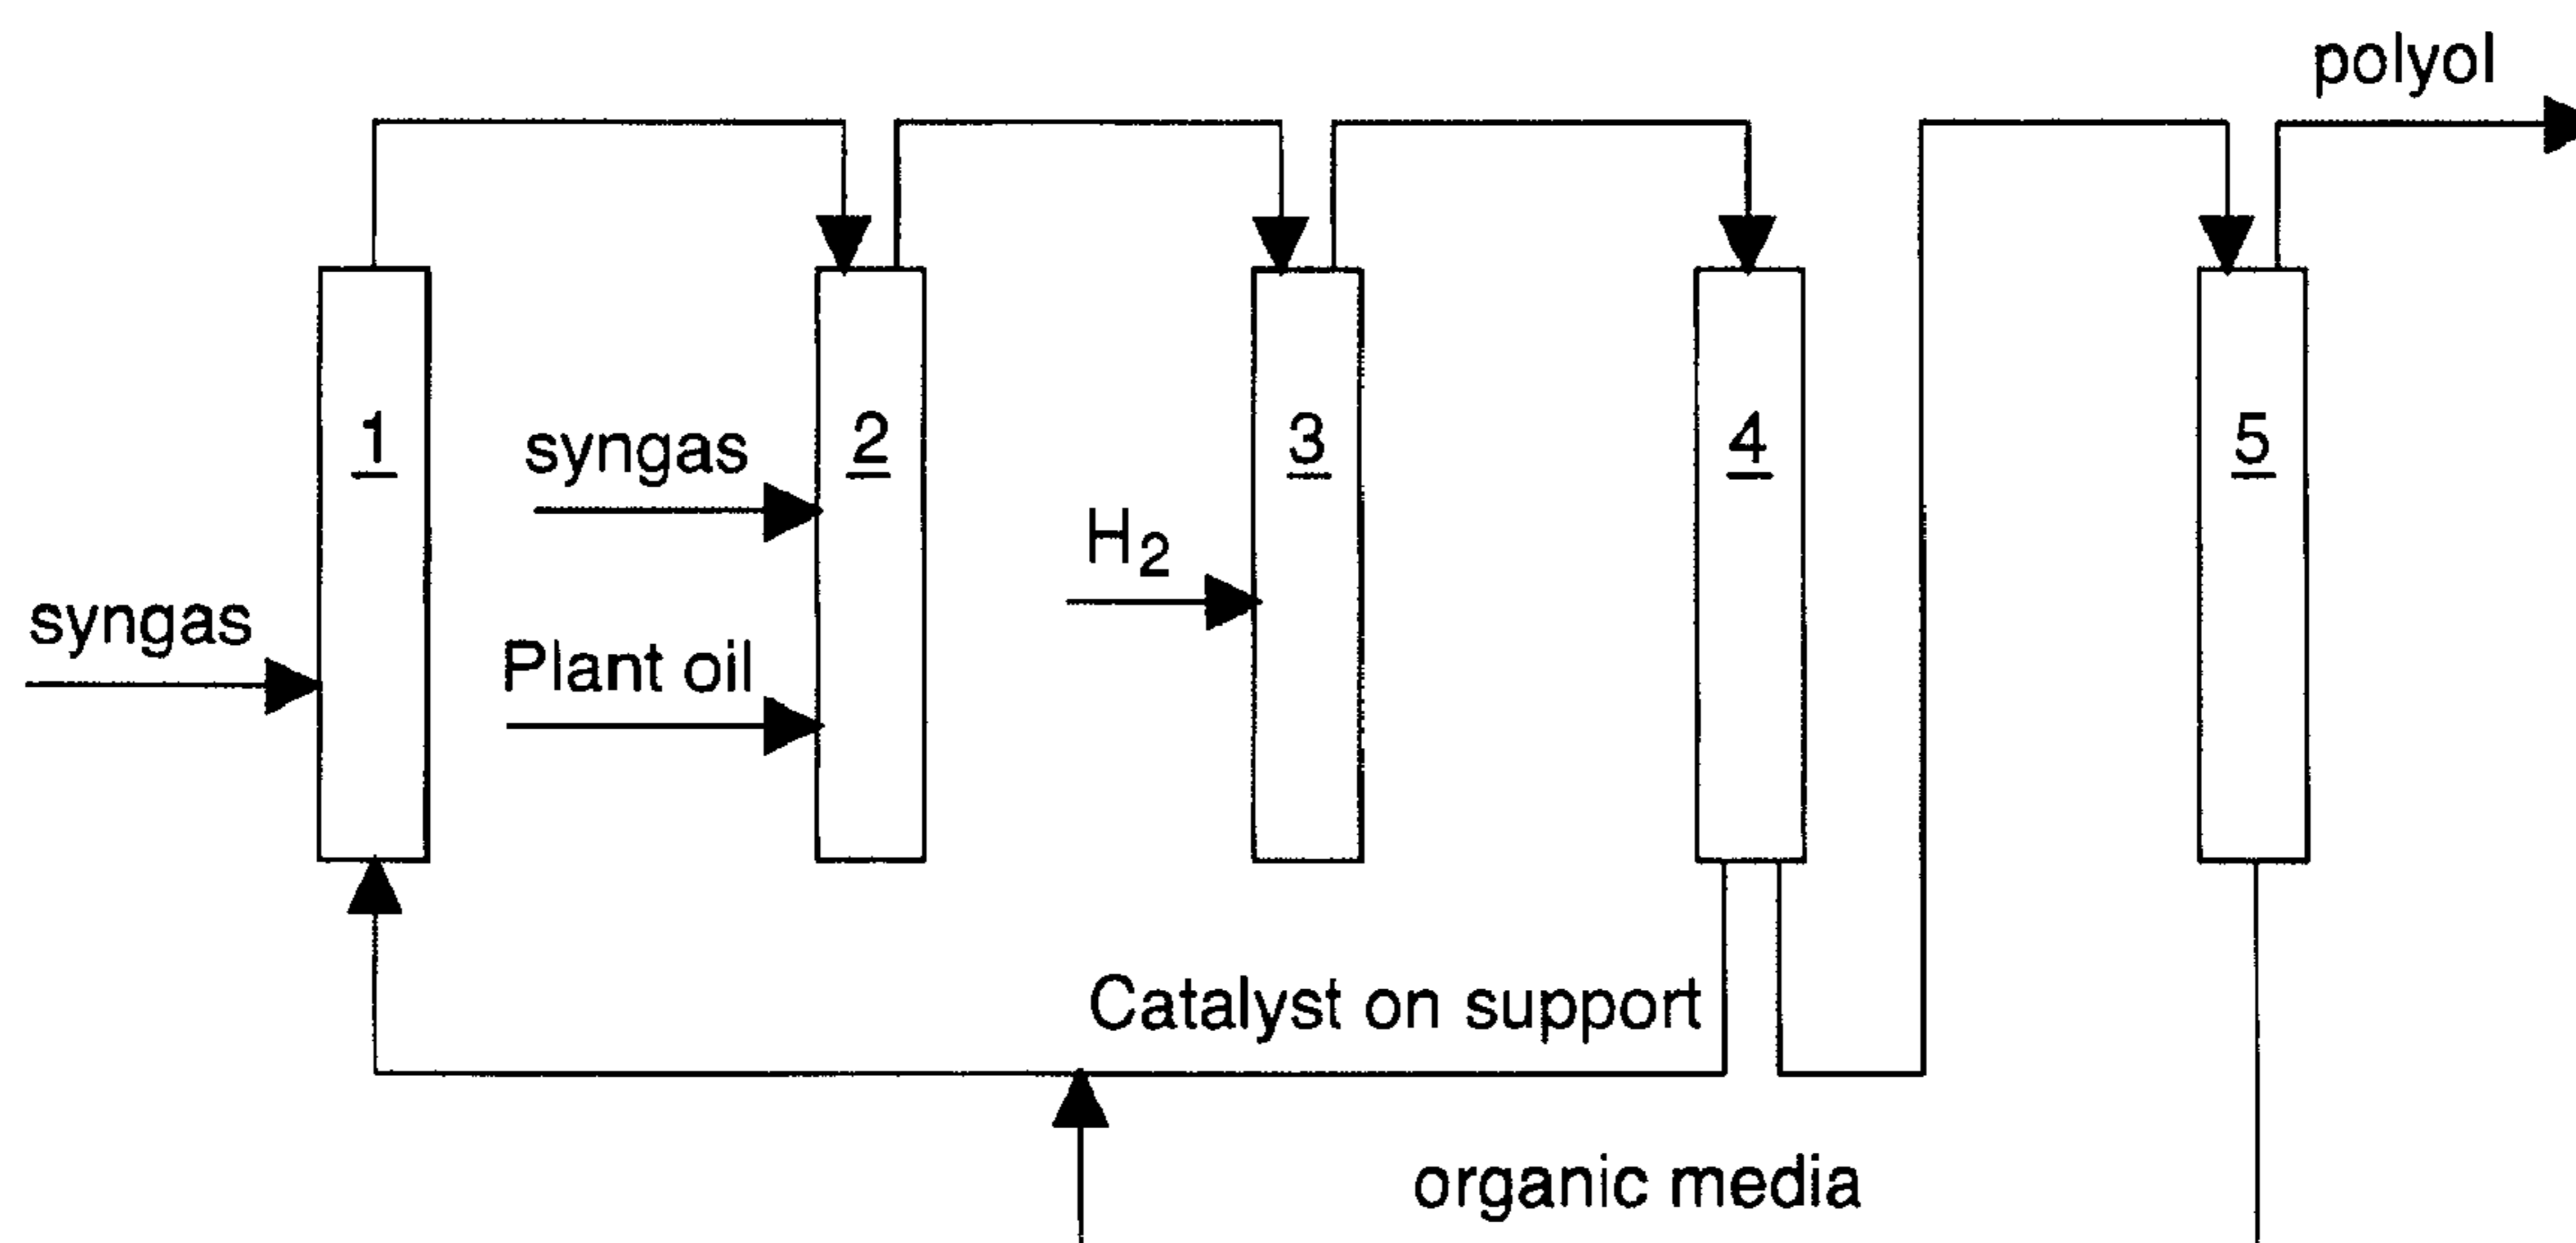 polyol
1
2
3
4
5
syngas
H2
syngas
Plant oil
Catalyst on support
organic media